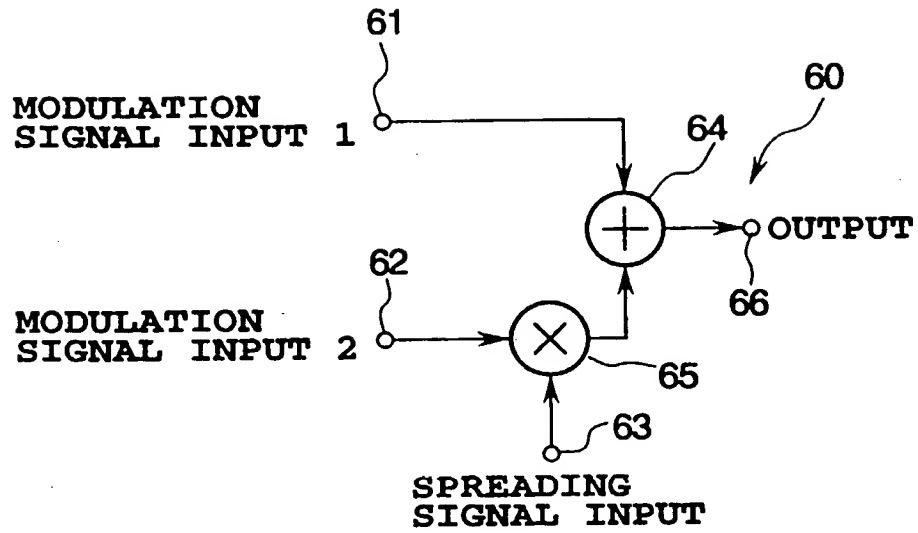 61
MODULATION
SIGNAL INPUT 1
60
64
OUTPUT
66
62
MODULATION
SIGNAL INPUT 2
65
63
SPREADING
SIGNAL INPUT